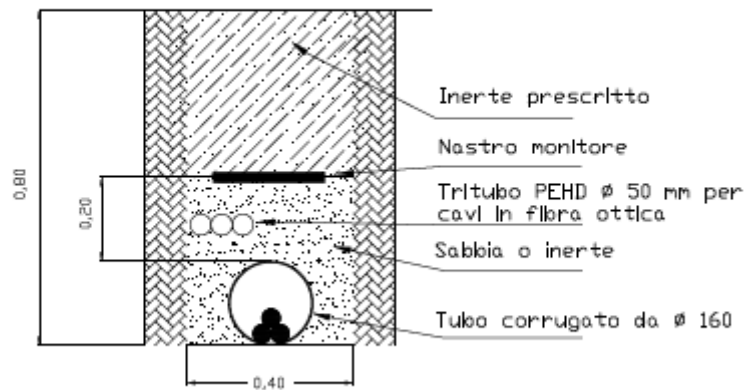 Inerte prescritto
Nastro monitore
Tritubo PEHD ø 50 mm per
cavi in fibra ottica
Sabbia o inerte
Tubo corrugato da ø 160
0,80
0,20
0,40